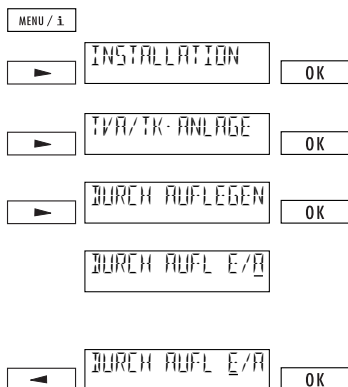 MENU / i
INSTALLATION
OK
TVA/TK-ANLAGE
OK
DURCH AUFLEGEN
OK
DURCH AUFL E/A
DURCH AUFL E/A
OK